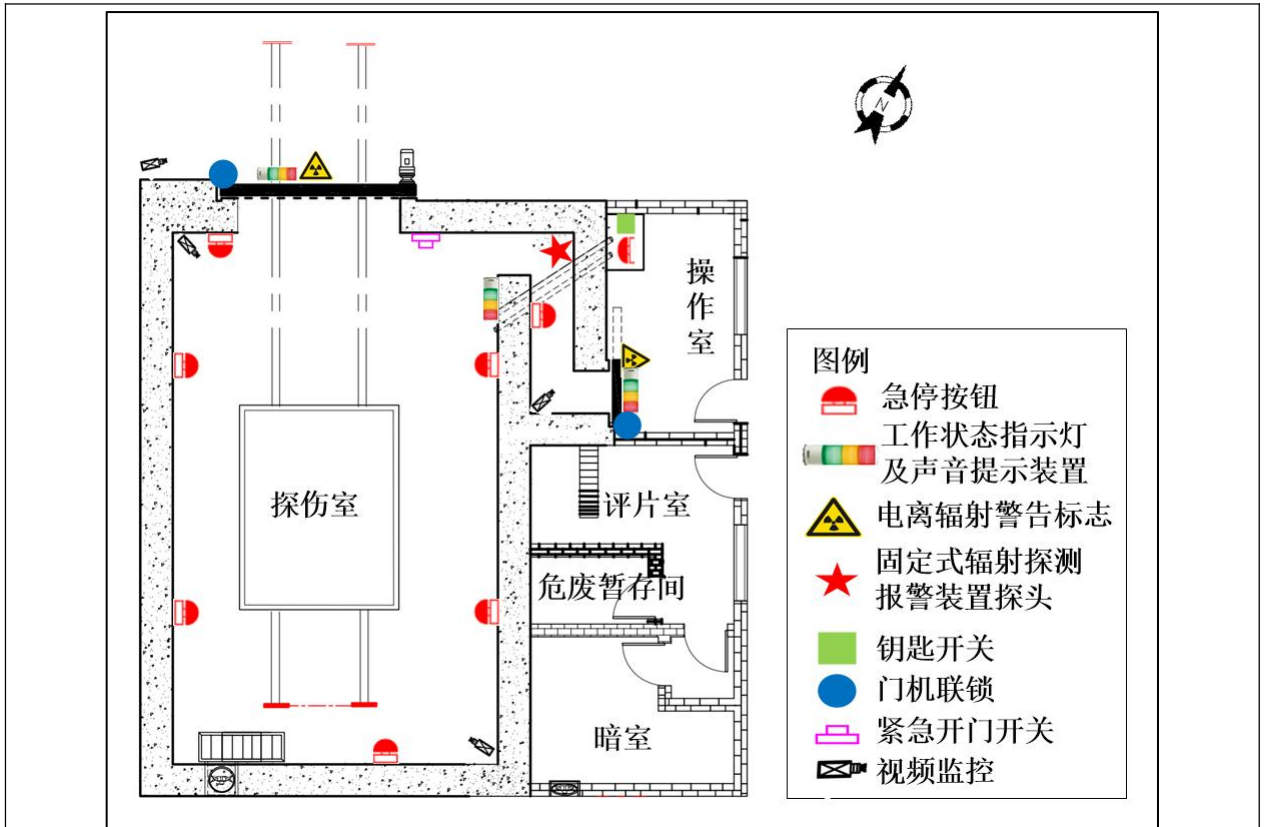 N
操作室
探伤室
评片室
危废暂存间
暗室
图例
急停按钮
工作状态指示灯
及声音提示装置
电离辐射警告标志
固定式辐射探测
报警装置探头
钥匙开关
门机联锁
紧急开门开关
视频监控